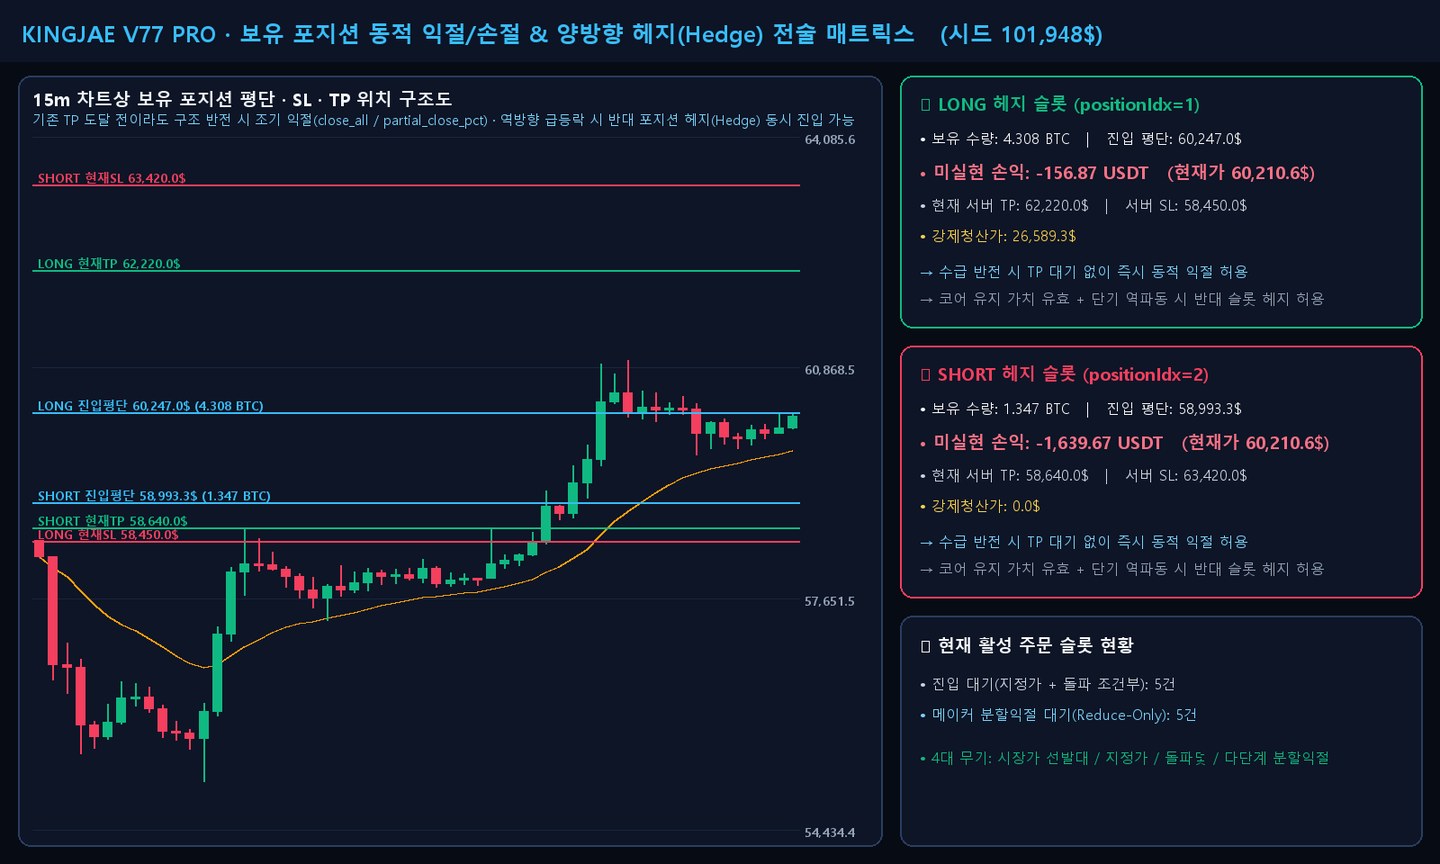 KINGJAE V77 PRO · 보유 포지션 동적 익절/손절 & 양방향 헤지(Hedge) 전술 매트릭스 (시드 101,948$)
15m 차트상 보유 포지션 평단 · SL · TP 위치 구조도
기존 TP 도달 전이라도 구조 반전 시 조기 익절(close_all / partial_close_pct) · 역방향 급등락 시 반대 포지션 헤지(Hedge) 동시 진입 가능
64,085.6
SHORT 현재SL 63,420.0$
LONG 현재TP 62,220.0$
60,868.5
LONG 진입평단 60,247.0$ (4.308 BTC)
SHORT 진입평단 58,993.3$ (1.347 BTC)
SHORT 현재TP 58,640.0$
LONG 현재SL 58,450.0$
57,651.5
54,434.4
LONG 헤지 슬롯 (positionIdx=1)
• 보유 수량: 4.308 BTC | 진입 평단: 60,247.0$
• 미실현 손익: -156.87 USDT (현재가 60,210.6$)
• 현재 서버 TP: 62,220.0$ | 서버 SL: 58,450.0$
• 강제청산가: 26,589.3$
→ 수급 반전 시 TP 대기 없이 즉시 동적 익절 허용
→ 코어 유지 가치 유효 + 단기 역파동 시 반대 슬롯 헤지 허용
SHORT 헤지 슬롯 (positionIdx=2)
• 보유 수량: 1.347 BTC | 진입 평단: 58,993.3$
• 미실현 손익: -1,639.67 USDT (현재가 60,210.6$)
• 현재 서버 TP: 58,640.0$ | 서버 SL: 63,420.0$
• 강제청산가: 0.0$
→ 수급 반전 시 TP 대기 없이 즉시 동적 익절 허용
→ 코어 유지 가치 유효 + 단기 역파동 시 반대 슬롯 헤지 허용
현재 활성 주문 슬롯 현황
• 진입 대기(지정가 + 돌파 조건부): 5건
• 메이커 분할익절 대기(Reduce-Only): 5건
• 4대 무기: 시장가 선발대 / 지정가 / 돌파덫 / 다단계 분할익절